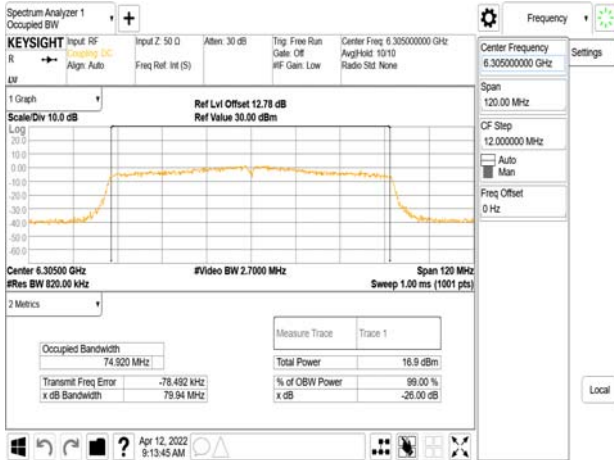 Spectrum Analyzer 1
Occupied BW
+
Frequency
KEYSIGHT
R
LXI
Input: RF
Coupling: DC
Align: Auto
Input Z: 50 Ω
Freq Ref: Int (S)
Atten: 30 dB
Trig: Free Run
Gate: Off
#IF Gain: Low
Center Freq: 6.305000000 GHz
Avg|Hold: 10/10
Radio Std: None
Center Frequency
6.305000000 GHz
Settings
Span
120.00 MHz
CF Step
12.000000 MHz
Auto
Man
Freq Offset
0 Hz
Local
1 Graph
Scale/Div 10.0 dB
Ref Lvl Offset 12.78 dB
Ref Value 30.00 dBm
Log
20.0
10.0
0.00
-10.0
-20.0
-30.0
-40.0
-50.0
-60.0
Center 6.30500 GHz
#Video BW 2.7000 MHz
Span 120 MHz
#Res BW 820.00 kHz
Sweep 1.00 ms (1001 pts)
2 Metrics
Measure Trace
Trace 1
Occupied Bandwidth
74.920 MHz
Total Power
16.9 dBm
Transmit Freq Error
-78.492 kHz
% of OBW Power
99.00 %
x dB Bandwidth
79.94 MHz
x dB
-26.00 dB
?
Apr 12, 2022
9:13:45 AM